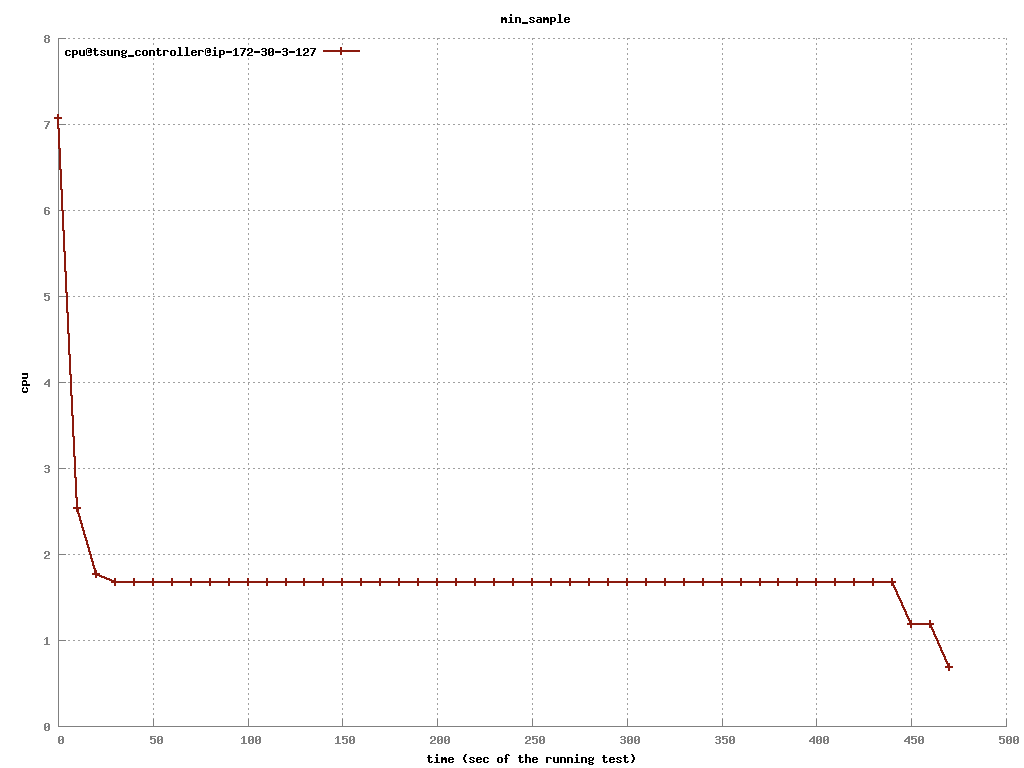 min_sample
cpu@tsung_controller@ip-172-30-3-127
8
7
6
5
4
3
2
1
0
cpu
0 50 100 150 200 250 300 350 400 450 500
time (sec of the running test)